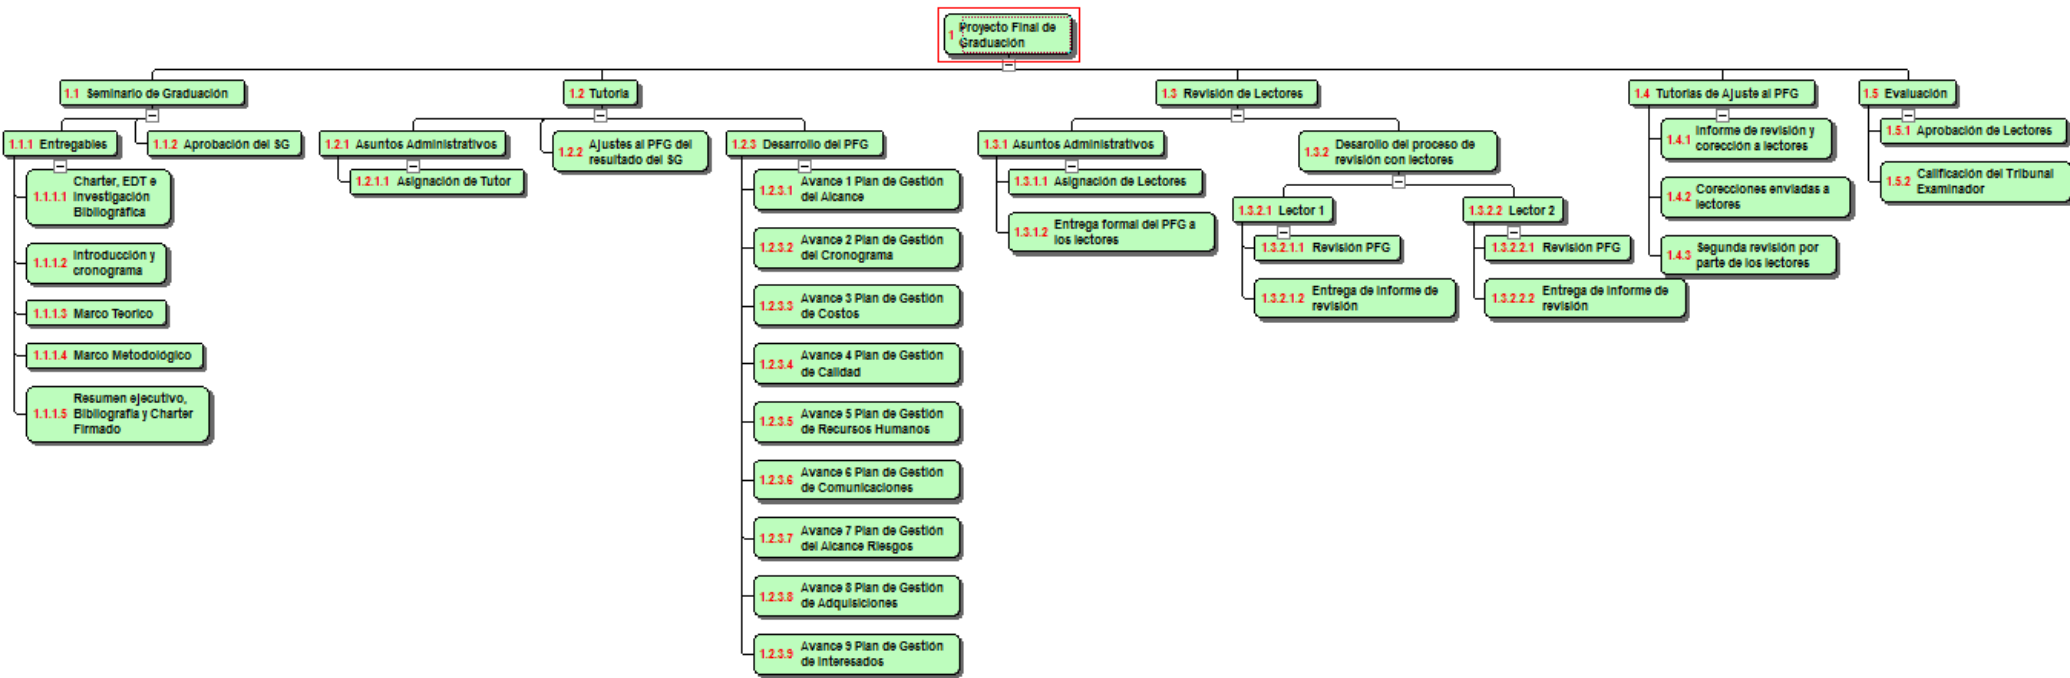 1 Proyecto Final de
Graduación
1.1 Seminario de Graduación
1.1.1 Entregables
1.1.1.1 Charter, EDT e
Investigación
Bibliográfica
1.1.1.2 Introducción y
cronograma
1.1.1.3 Marco Teorico
1.1.1.4 Marco Metodológico
1.1.1.5 Resumen ejecutivo,
Bibliografía y Charter
Firmado
1.1.2 Aprobación del SG
1.2 Tutoría
1.2.1 Asuntos Administrativos
1.2.1.1 Asignación de Tutor
1.2.2 Ajustes al PFG del
resultado del SG
1.2.3 Desarrollo del PFG
1.2.3.1 Avance 1 Plan de Gestión
del Alcance
1.2.3.2 Avance 2 Plan de Gestión
del Cronograma
1.2.3.3 Avance 3 Plan de Gestión
de Costos
1.2.3.4 Avance 4 Plan de Gestión
de Calidad
1.2.3.5 Avance 5 Plan de Gestión
de Recursos Humanos
1.2.3.6 Avance 6 Plan de Gestión
de Comunicaciones
1.2.3.7 Avance 7 Plan de Gestión
del Alcance Riesgos
1.2.3.8 Avance 8 Plan de Gestión
de Adquisiciones
1.2.3.9 Avance 9 Plan de Gestión
de Interesados
1.3 Revisión de Lectores
1.3.1 Asuntos Administrativos
1.3.1.1 Asignación de Lectores
1.3.1.2 Entrega formal del PFG a
los lectores
1.3.2 Desarollo del proceso de
revisión con lectores
1.3.2.1 Lector 1
1.3.2.1.1 Revisión PFG
1.3.2.1.2 Entrega de Informe de
revisión
1.3.2.2 Lector 2
1.3.2.2.1 Revisión PFG
1.3.2.2.2 Entrega de Informe de
revisión
1.4 Tutorías de Ajuste al PFG
1.4.1 Informe de revisión y
corección a lectores
1.4.2 Corecciones enviadas a
lectores
1.4.3 Segunda revisión por
parte de los lectores
1.5 Evaluación
1.5.1 Aprobación de Lectores
1.5.2 Calificación del Tribunal
Examinador